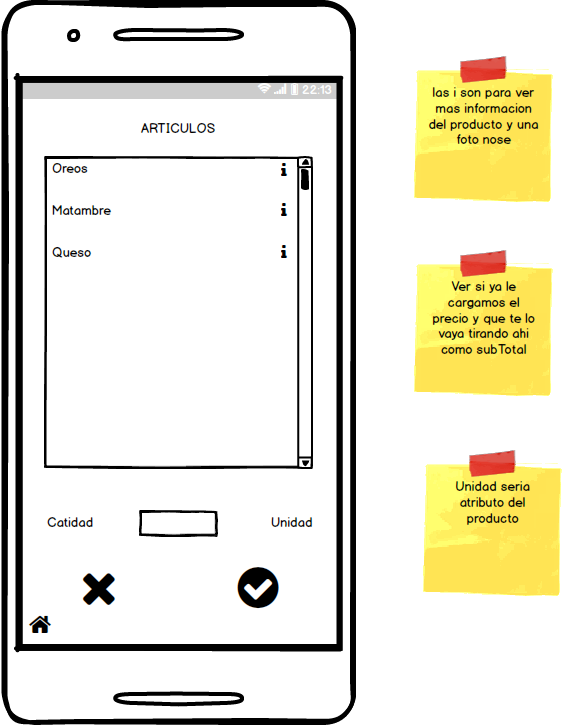 22:13
ARTICULOS
Oreos i
Matambre i
Queso i
Catidad Unidad
las i son para ver
mas informacion
del producto y una
foto nose
Ver si ya le
cargamos el
precio y que te lo
vaya tirando ahi
como subTotal
Unidad seria
atributo del
producto